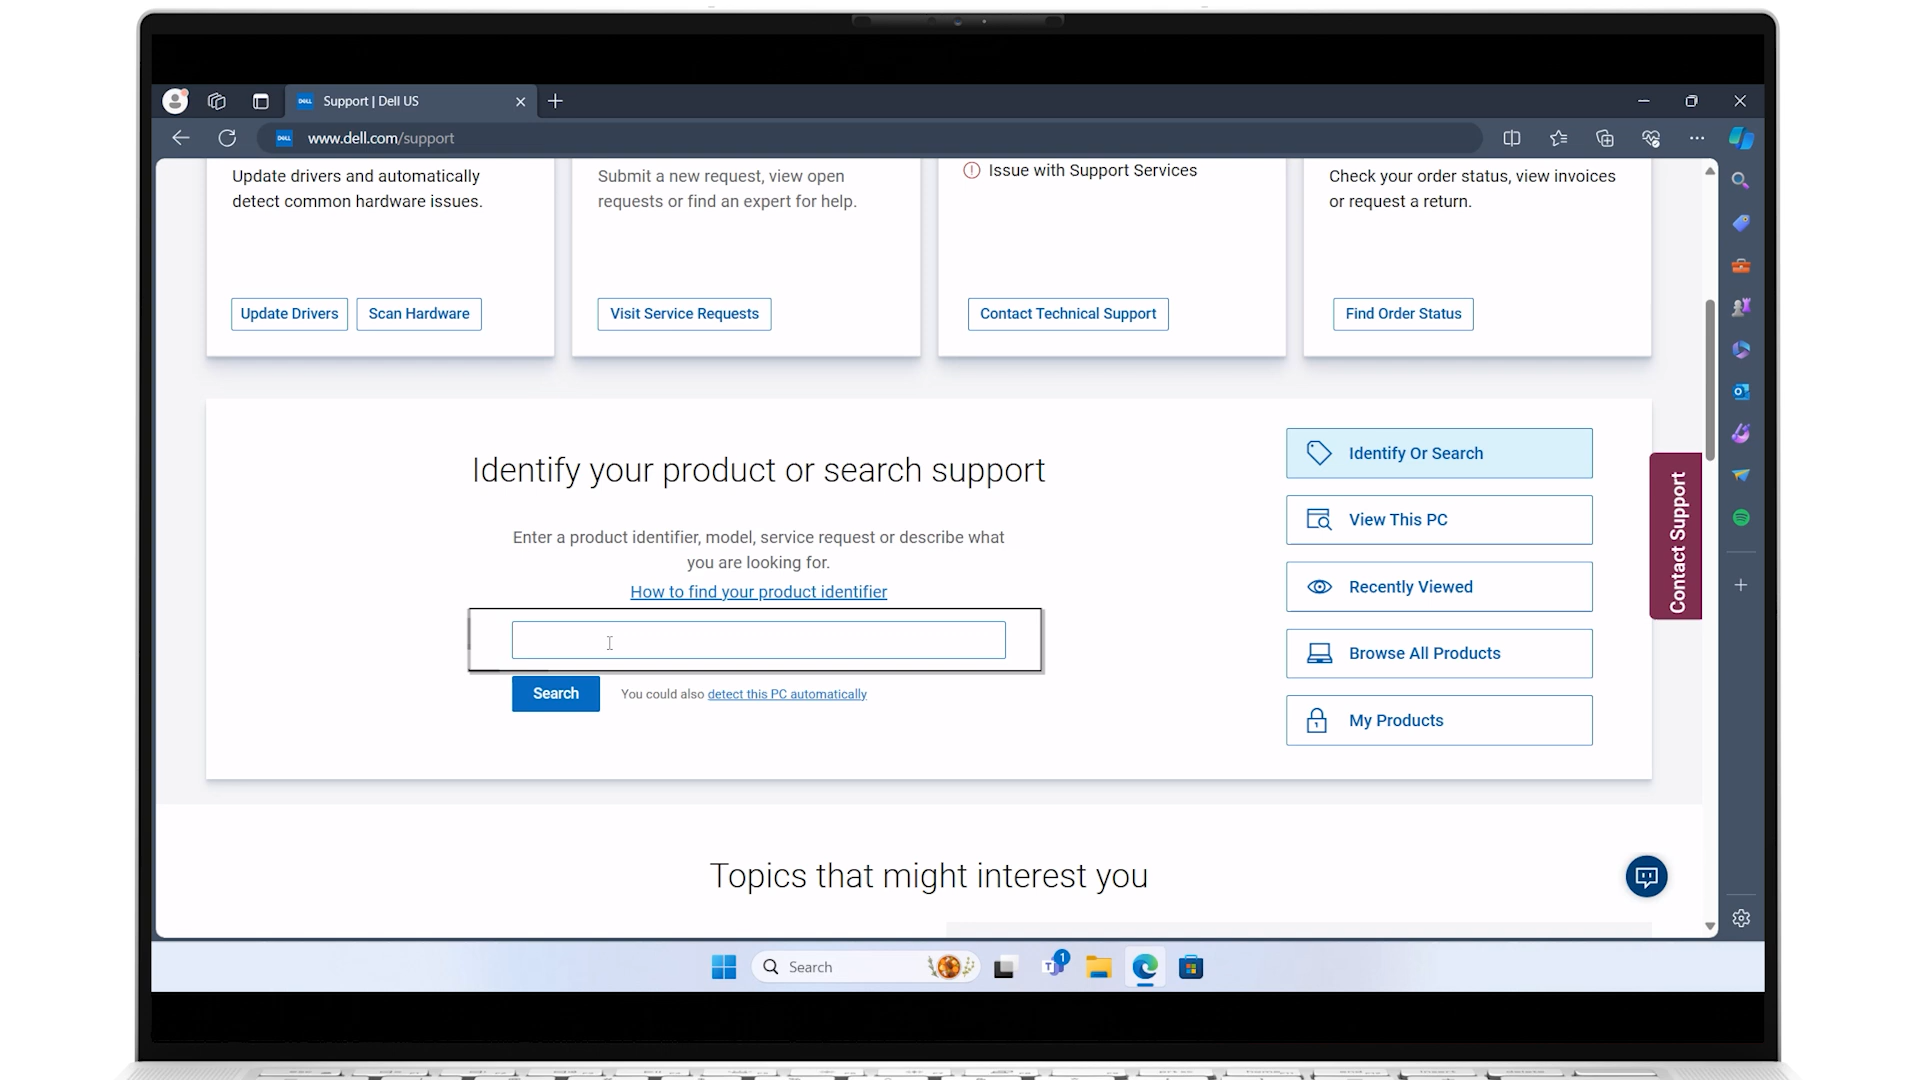 Support | Dell US
www.dell.com/support
Update drivers and automatically
detect common hardware issues.
Update Drivers
Scan Hardware
Submit a new request, view open
requests or find an expert for help.
Visit Service Requests
Issue with Support Services
Contact Technical Support
Check your order status, view invoices
or request a return.
Find Order Status
Identify your product or search support
Enter a product identifier, model, service request or describe what
you are looking for.
How to find your product identifier
Search
You could also detect this PC automatically
Identify Or Search
View This PC
Recently Viewed
Browse All Products
My Products
Contact Support
Topics that might interest you
Search
1